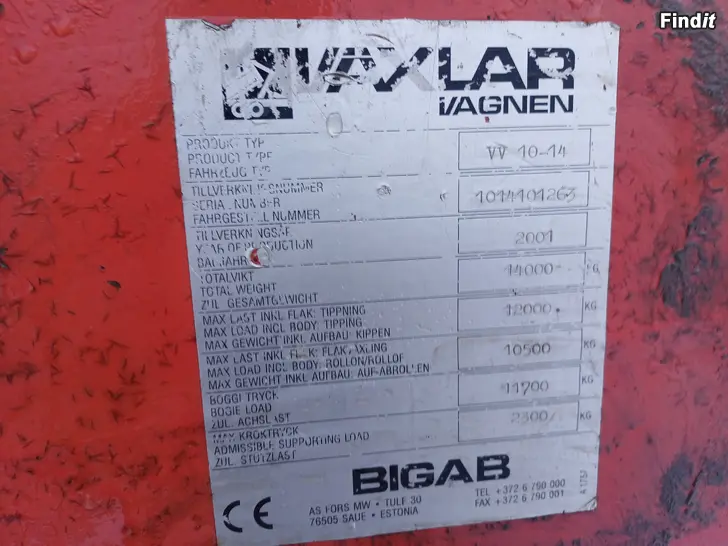 Findit
VÄXLAR
VAGNEN
PRODUKTTYP
PRODUCT TYPE
FAHRZEUGTYP
VV 10-14
TILLVERKNINGSNUMMER
SERIAL NUMBER
FAHRGESTELLNUMMER
1014101263
TILLVERKNINGSÅR
YEAR OF PRODUCTION
BAUJAHR
2001
TOTALVIKT
TOTAL WEIGHT
ZUL. GESAMTGEWICHT
14000 KG
MAX LAST INKL FLAK: TIPPNING
MAX LOAD INCL BODY: TIPPING
MAX GEWICHT INKL AUFBAU: KIPPEN
12000 KG
MAX LAST INKL FLAK: FLAKVÄXLING
MAX LOAD INCL BODY: ROLLON/ROLLOF
MAX GEWICHT INKL AUFBAU: AUF-ABROLLEN
10500 KG
BOGGI TRYCK
BOGIE LOAD
ZUL. ACHSLAST
11700 KG
MAX KROKTRYCK
ADMISSIBLE SUPPORTING LOAD
ZUL. STÜTZLAST
2300 KG
BIGAB
CE
AS FORS MW • TULE 30
76505 SAUE • ESTONIA
TEL +372 6 790 000
FAX +372 6 790 001